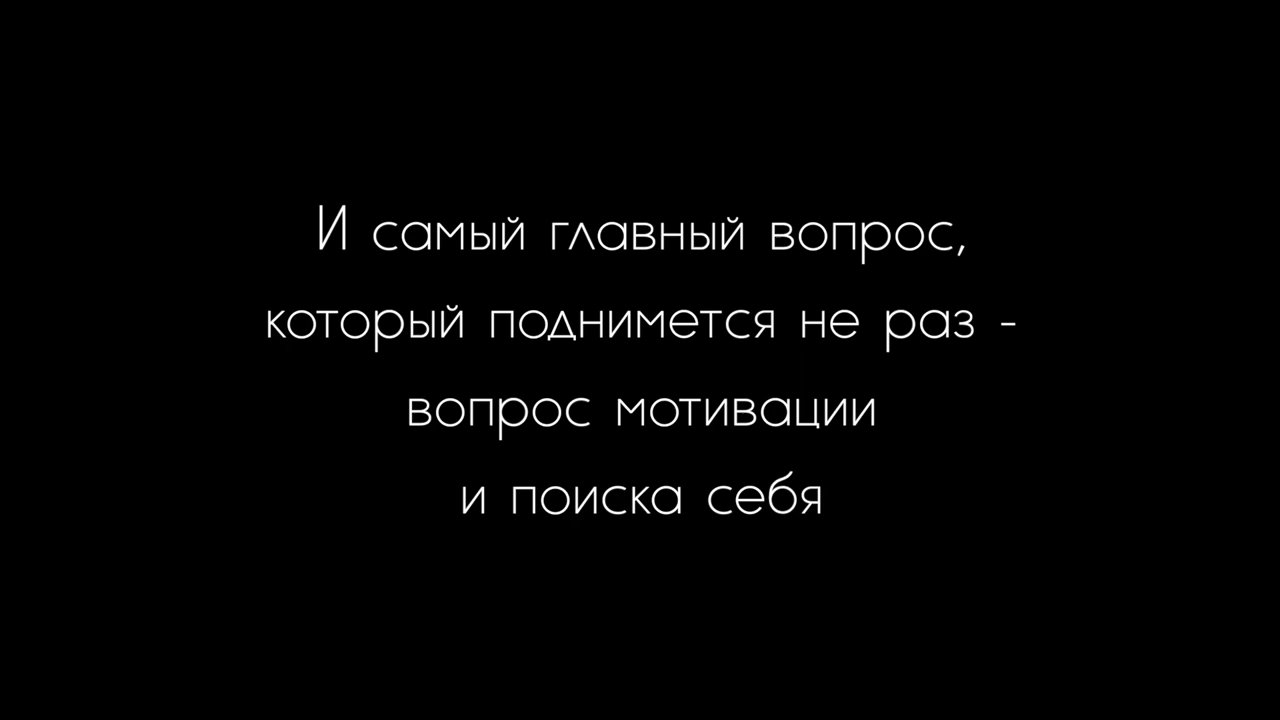 И самый главный вопрос,
который поднимется не раз -
вопрос мотивации
и поиска себя